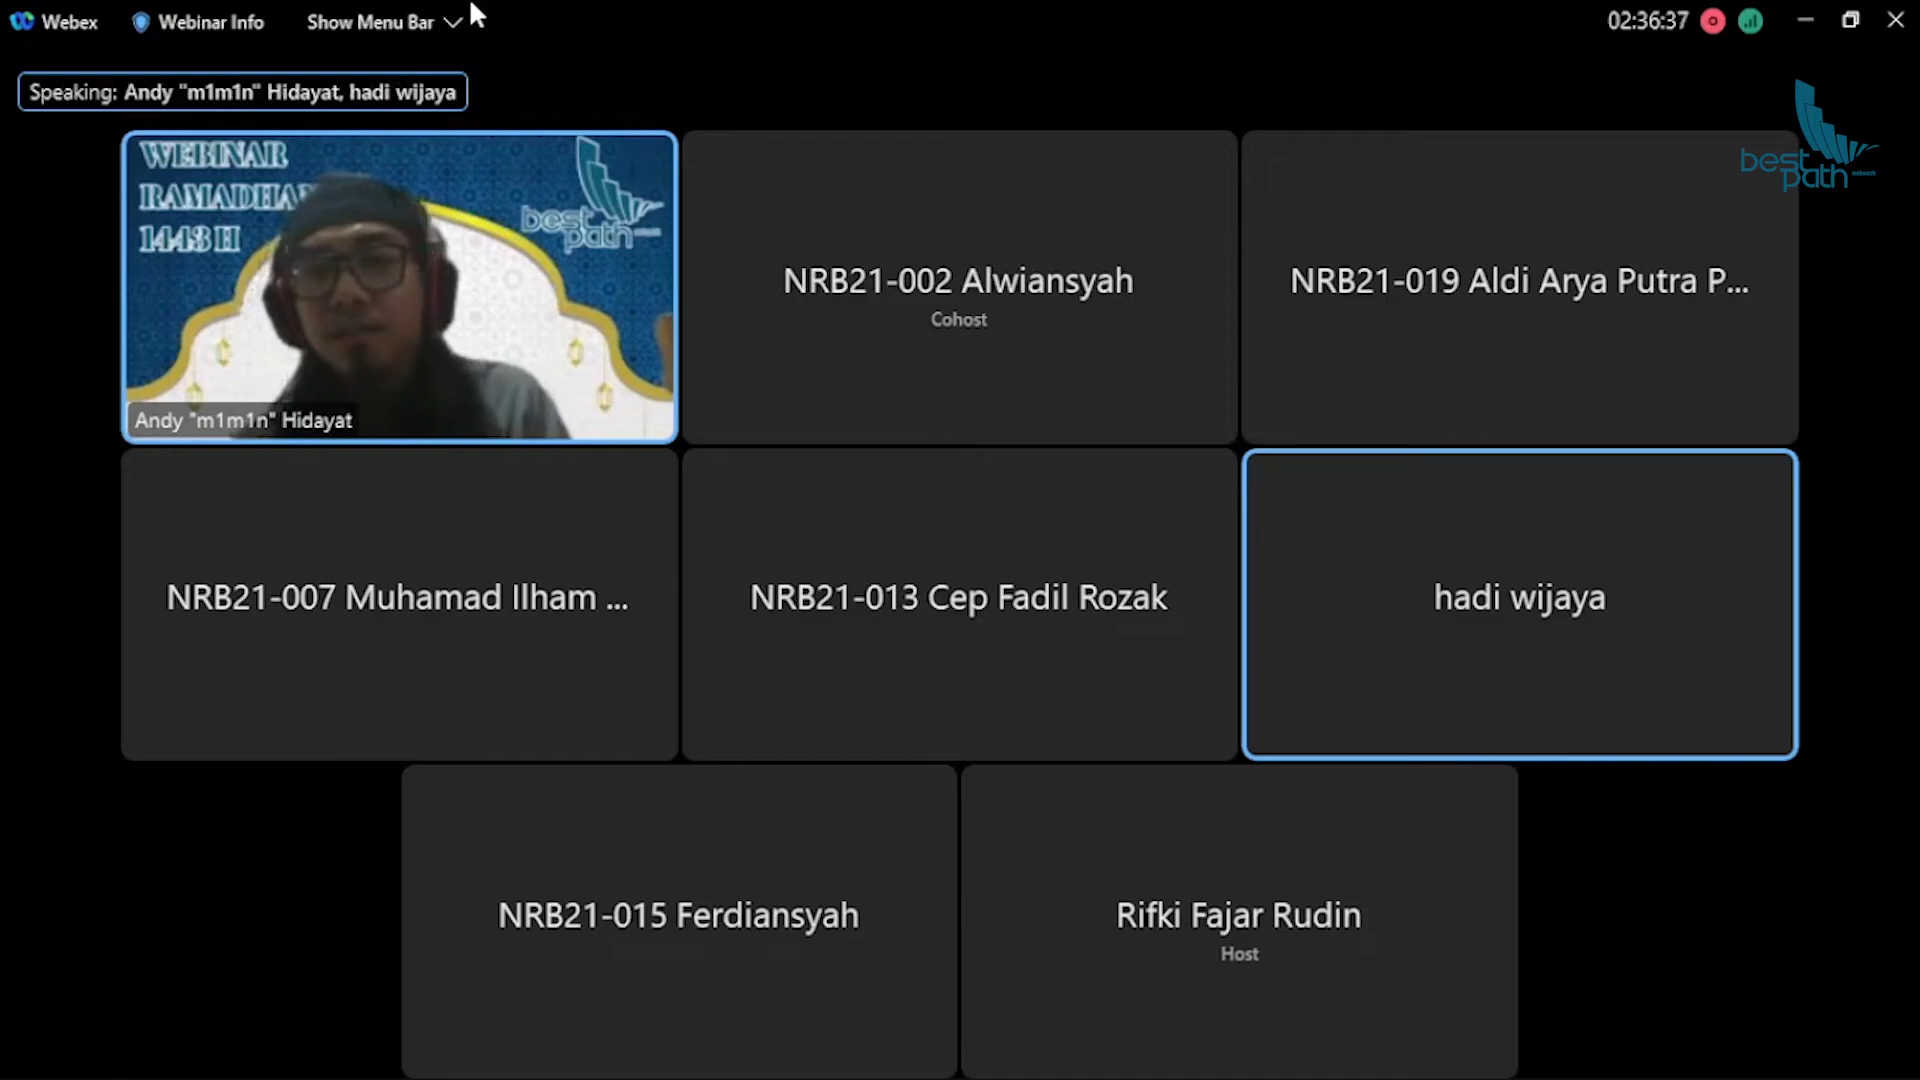 Webex
Webinar Info
Show Menu Bar
02:36:37
Speaking: Andy "m1m1n" Hidayat, hadi wijaya
best
path
network
WEBINAR
RAMADHA
1443 H
best
path
Andy "m1m1n" Hidayat
NRB21-002 Alwiansyah
Cohost
NRB21-019 Aldi Arya Putra P...
NRB21-007 Muhamad Ilham ...
NRB21-013 Cep Fadil Rozak
hadi wijaya
NRB21-015 Ferdiansyah
Rifki Fajar Rudin
Host